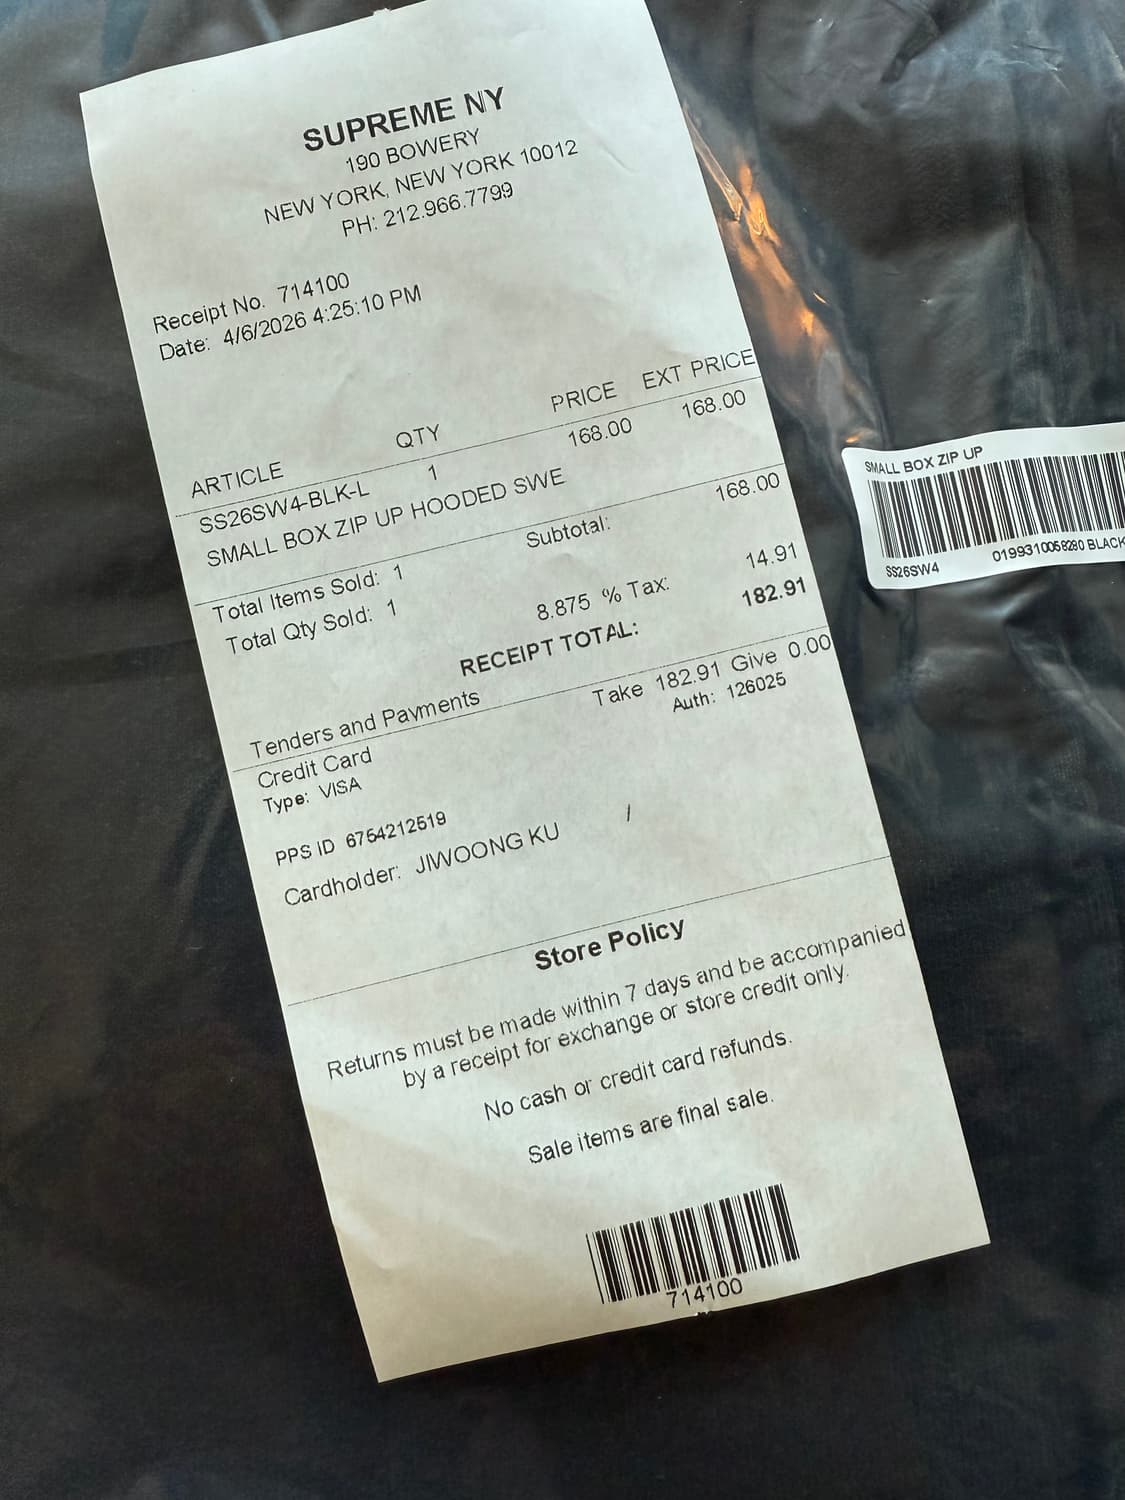 SUPREME NY
190 BOWERY
NEW YORK, NEW YORK 10012
PH: 212.966.7799
Receipt No. 714100
Date: 4/6/2026 4:25:10 PM
ARTICLE QTY PRICE EXT PRICE
SS26SW4-BLK-L 1 168.00 168.00
SMALL BOX ZIP UP HOODED SWE
Subtotal: 168.00
Total Items Sold: 1
Total Qty Sold: 1
8.875 % Tax: 14.91
RECEIPT TOTAL: 182.91
Tenders and Payments
Credit Card Take 182.91 Give 0.00
Type: VISA Auth: 126025
PPS ID 6754212519
Cardholder: JIWOONG KU /
Store Policy
Returns must be made within 7 days and be accompanied
by a receipt for exchange or store credit only.
No cash or credit card refunds.
Sale items are final sale.
714100
SMALL BOX ZIP UP
0199310058280 BLACK
SS26SW4